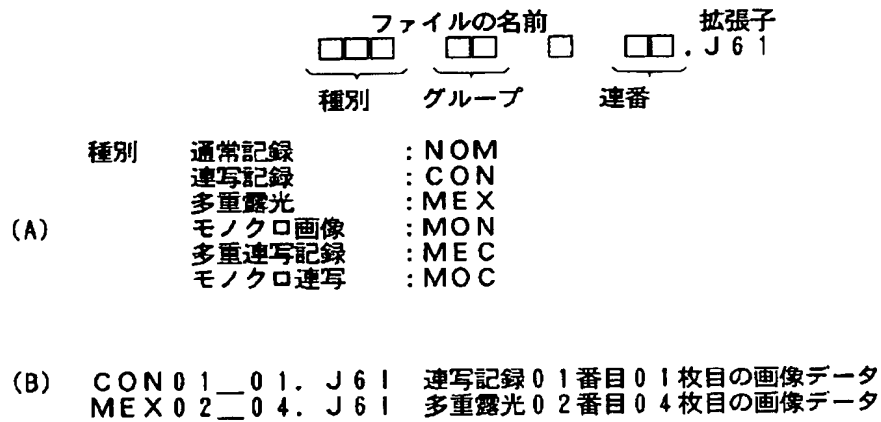 ファイルの名前 拡張子
□□□ □□ □ □□.J61
種別 グループ 連番
種別 通常記録 :NOM
連写記録 :CON
多重露光 :MEX
(A) モノクロ画像 :MON
多重連写記録 :MEC
モノクロ連写 :MOC
(B) CON01_01. J61 連写記録01番目01枚目の画像データ
MEX02_04. J61 多重露光02番目04枚目の画像データ